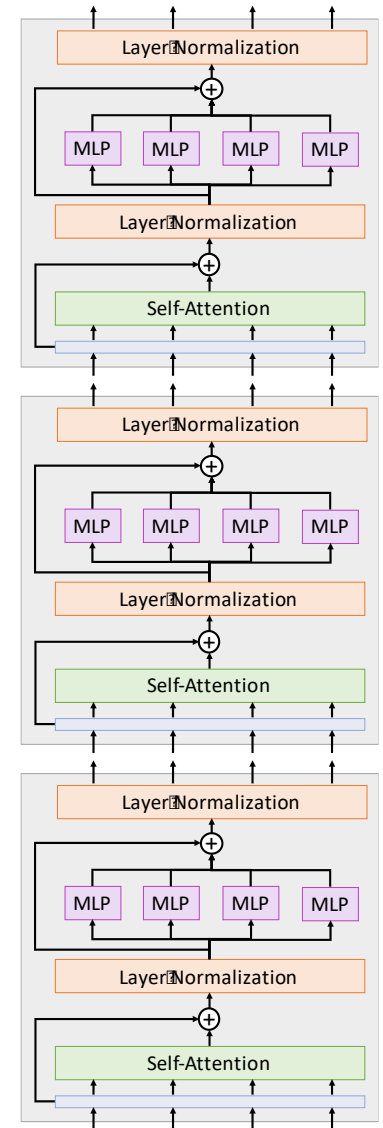 Layer Normalization
+
MLP MLP MLP MLP
Layer Normalization
+
Self-Attention
Layer Normalization
+
MLP MLP MLP MLP
Layer Normalization
+
Self-Attention
Layer Normalization
+
MLP MLP MLP MLP
Layer Normalization
+
Self-Attention